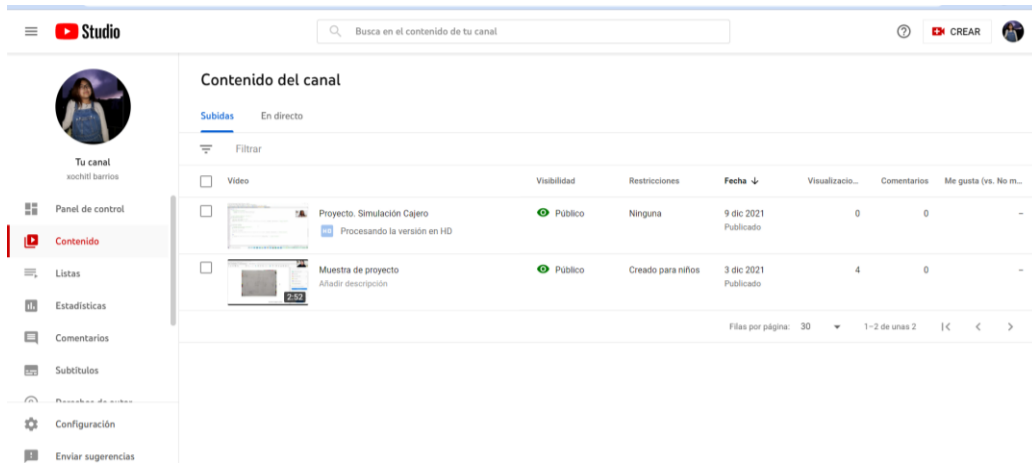 Studio
Busca en el contenido de tu canal
CREAR
Tu canal
xochitl barrios
Panel de control
Contenido
Listas
Estadísticas
Comentarios
Subtítulos
Derechos de autor
Configuración
Enviar sugerencias
Contenido del canal
Subidas En directo
Filtrar
Vídeo Visibilidad Restricciones Fecha Visualizacio... Comentarios Me gusta (vs. No m...
Proyecto. Simulación Cajero Público Ninguna 9 dic 2021 0 0 –
HD Procesando la versión en HD Publicado
Muestra de proyecto Público Creado para niños 3 dic 2021 4 0 –
2:52 Añadir descripción Publicado
Filas por página: 30 1–2 de unas 2